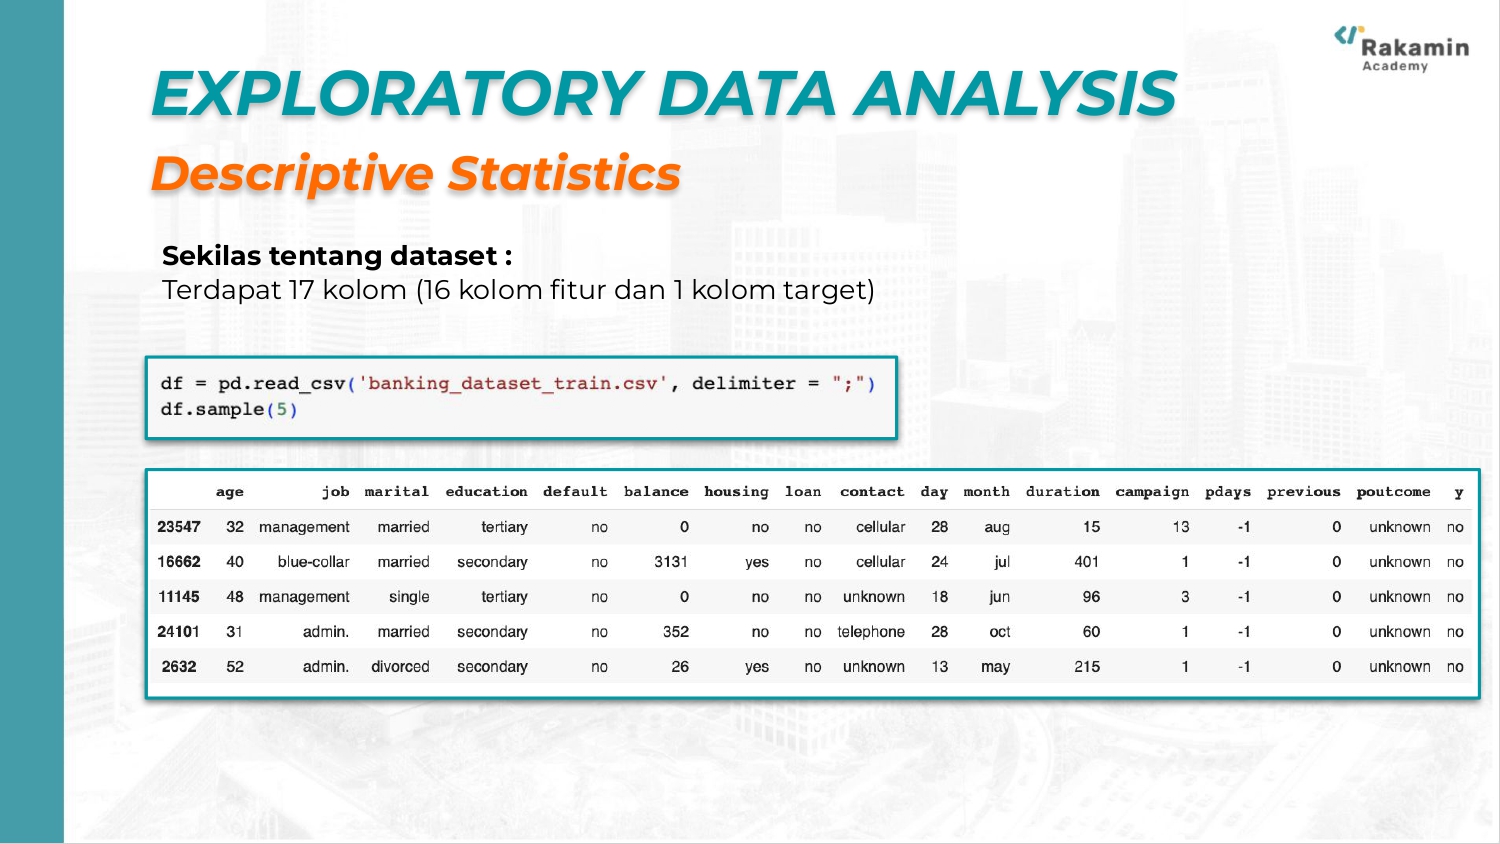 Rakamin
Academy
EXPLORATORY DATA ANALYSIS
Descriptive Statistics
Sekilas tentang dataset :
Terdapat 17 kolom (16 kolom fitur dan 1 kolom target)
df = pd.read_csv('banking_dataset_train.csv', delimiter = ";")
df.sample(5)
age job marital education default balance housing loan contact day month duration campaign pdays previous poutcome y
23547 32 management married tertiary no 0 no no cellular 28 aug 15 13 -1 0 unknown no
16662 40 blue-collar married secondary no 3131 yes no cellular 24 jul 401 1 -1 0 unknown no
11145 48 management single tertiary no 0 no no unknown 18 jun 96 3 -1 0 unknown no
24101 31 admin. married secondary no 352 no no telephone 28 oct 60 1 -1 0 unknown no
2632 52 admin. divorced secondary no 26 yes no unknown 13 may 215 1 -1 0 unknown no